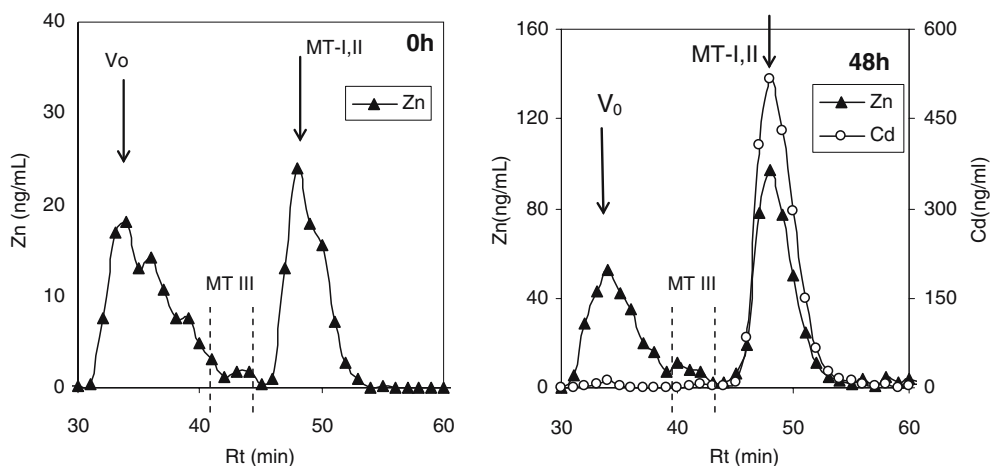 40
30
20
10
0
Zn (ng/mL)
Vo
MT-I,II
0h
Zn
MT III
30
40
50
60
Rt (min)
160
120
80
40
0
Zn(ng/mL)
V0
MT-I,II
48h
Zn
Cd
MT III
600
450
300
150
0
Cd(ng/ml)
30
40
50
60
Rt (min)